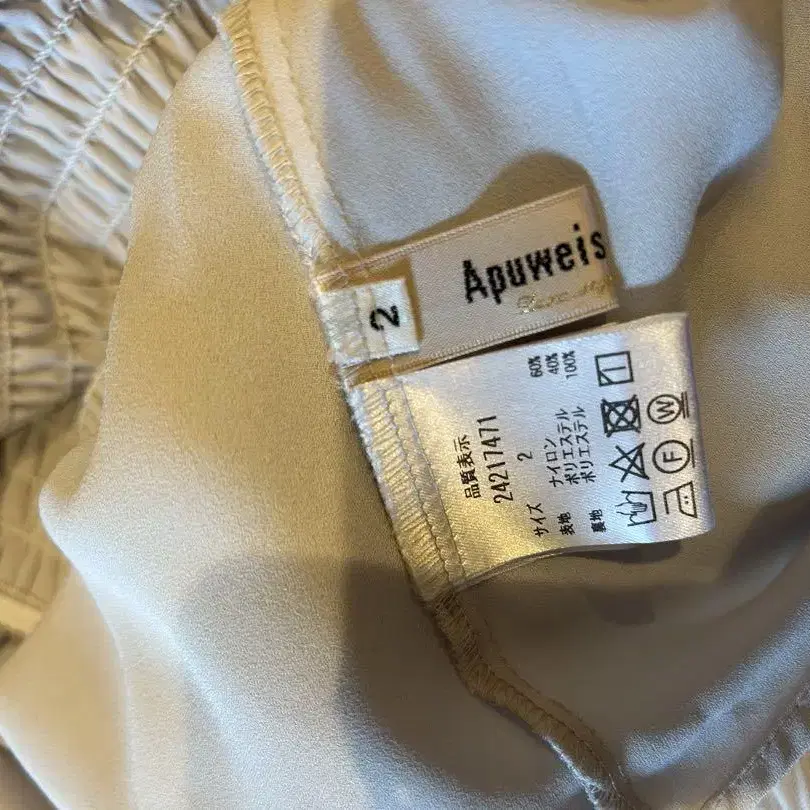 Apuweis
2
品質表示
24217471
サイズ 2
表地 ナイロン 60%
ポリエステル 40%
裏地 ポリエステル 100%
F W